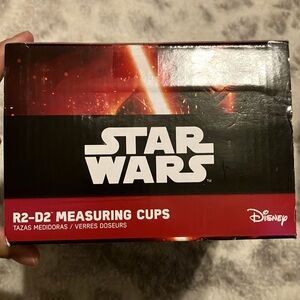 STAR
WARS
R2-D2 MEASURING CUPS
TAZAS MEDIDORAS / VERRES DOSEURS
Disney